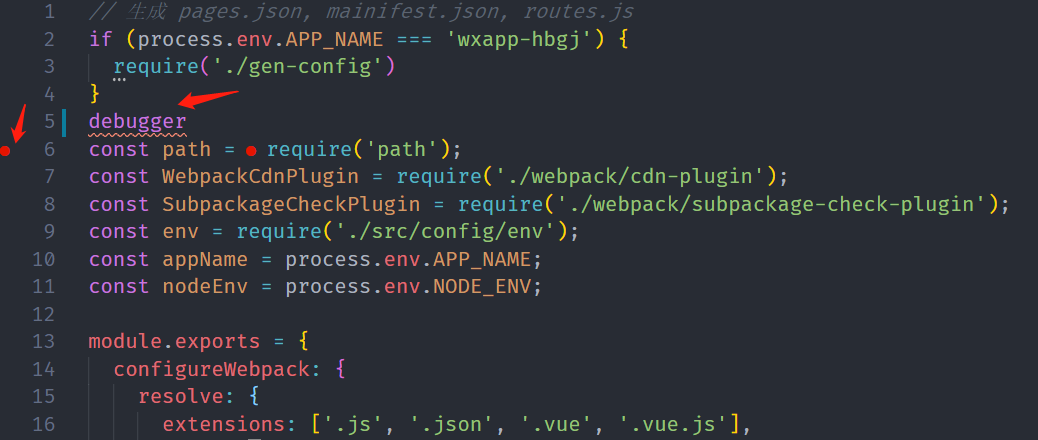 1 // 生成 pages.json, mainifest.json, routes.js
2 if (process.env.APP_NAME === 'wxapp-hbgj') {
3 require('./gen-config')
4 }
5 debugger
6 const path = require('path');
7 const WebpackCdnPlugin = require('./webpack/cdn-plugin');
8 const SubpackageCheckPlugin = require('./webpack/subpackage-check-plugin');
9 const env = require('./src/config/env');
10 const appName = process.env.APP_NAME;
11 const nodeEnv = process.env.NODE_ENV;
12
13 module.exports = {
14 configureWebpack: {
15 resolve: {
16 extensions: ['.js', '.json', '.vue', '.vue.js'],